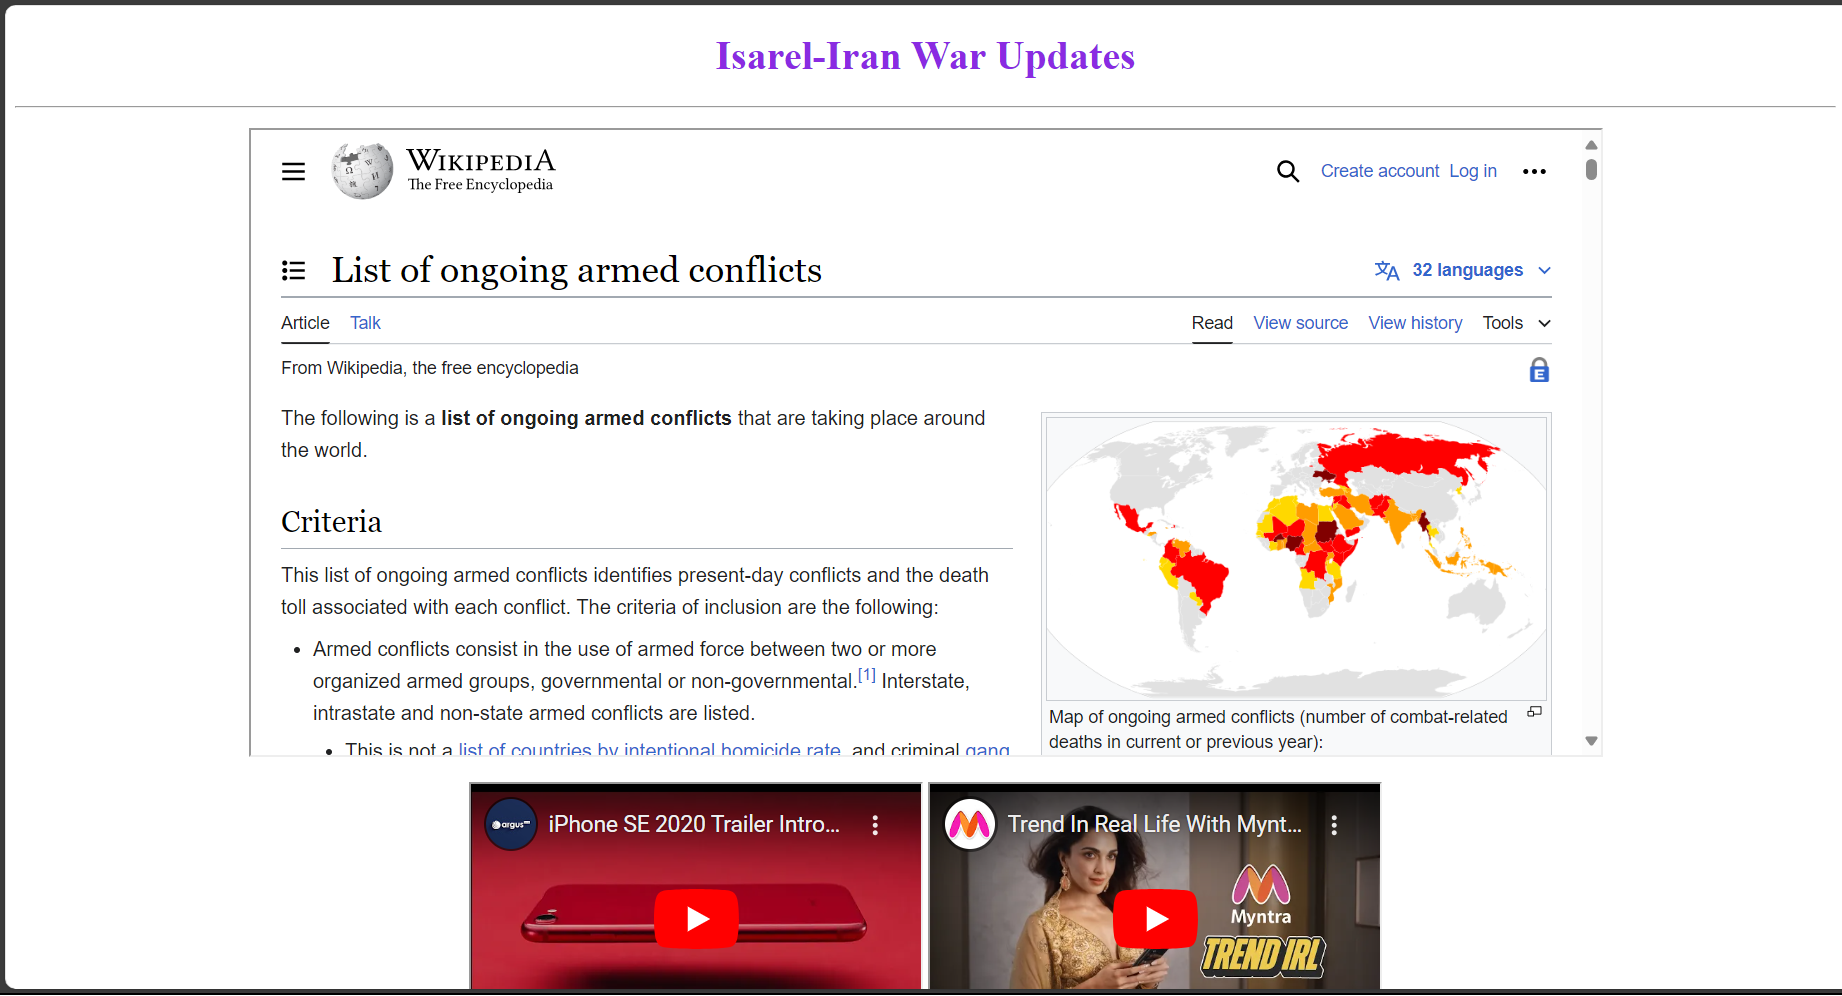 Isarel-Iran War Updates
WIKIPEDIA
The Free Encyclopedia
Create account Log in
List of ongoing armed conflicts
32 languages
Article Talk
Read View source View history Tools
From Wikipedia, the free encyclopedia
E
The following is a list of ongoing armed conflicts that are taking place around
the world.
Criteria
This list of ongoing armed conflicts identifies present-day conflicts and the death
toll associated with each conflict. The criteria of inclusion are the following:
• Armed conflicts consist in the use of armed force between two or more
organized armed groups, governmental or non-governmental.[1] Interstate,
intrastate and non-state armed conflicts are listed.
• This is not a list of countries by intentional homicide rate, and criminal gang
Map of ongoing armed conflicts (number of combat-related
deaths in current or previous year):
argus
iPhone SE 2020 Trailer Intro...
Trend In Real Life With Mynt...
Myntra
TREND IRL